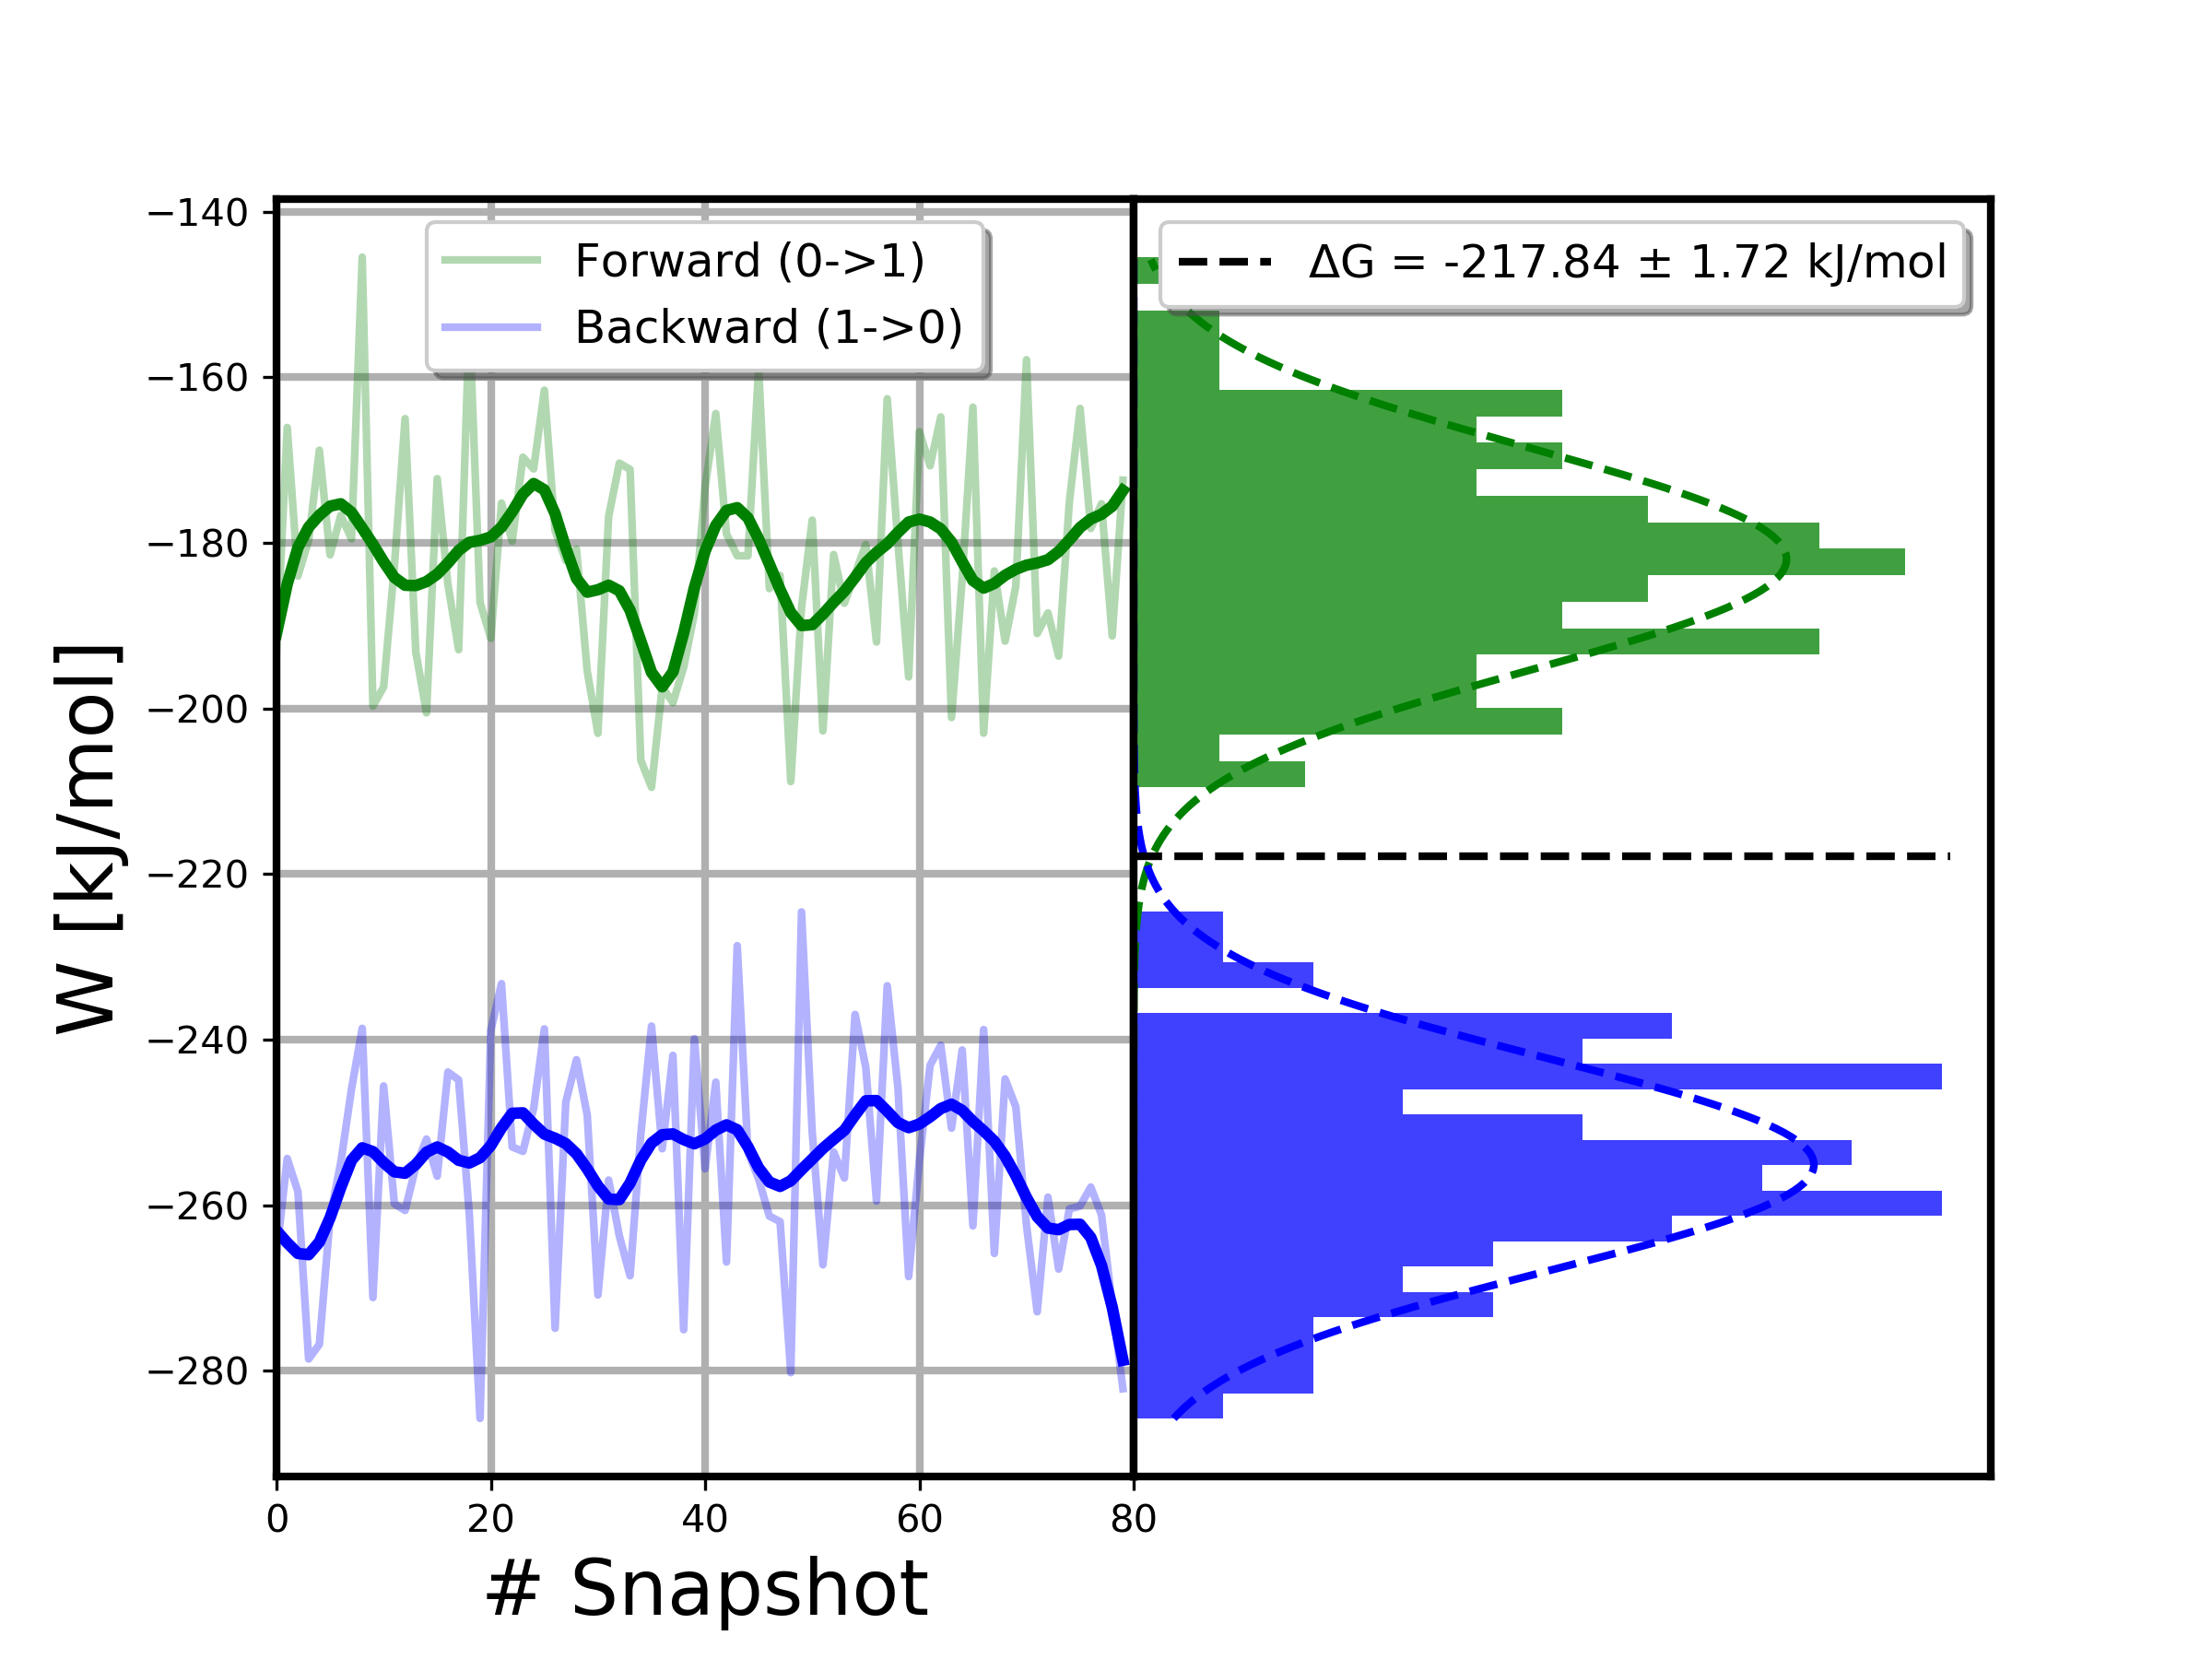 −140
−160
−180
−200
−220
−240
−260
−280
W [kJ/mol]
Forward (0->1)
Backward (1->0)
ΔG = -217.84 ± 1.72 kJ/mol
0 20 40 60 80
# Snapshot